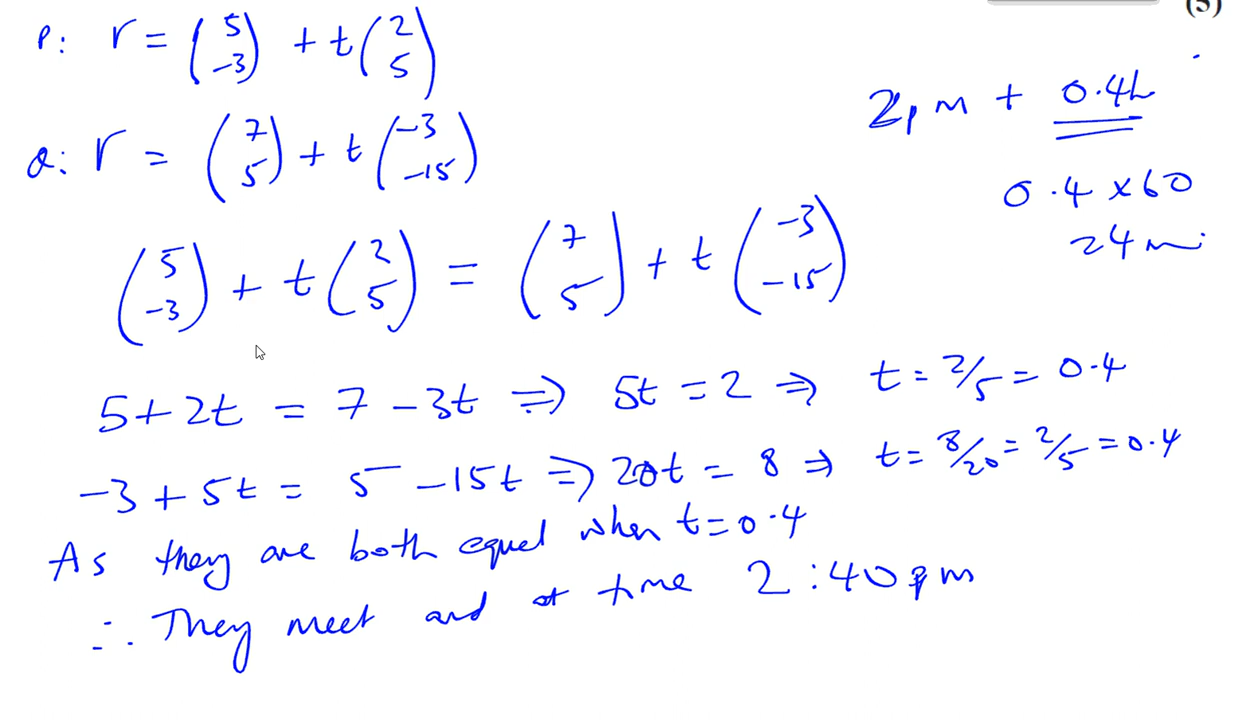 (5)
P: r = (5 -3) + t(2 5)
Q: r = (7 5) + t(-3 -15)
2pm + 0.4h
0.4 × 60
24 mi
(5 -3) + t(2 5) = (7 5) + t(-3 -15)
5 + 2t = 7 - 3t ⇒ 5t = 2 ⇒ t = 2/5 = 0.4
-3 + 5t = 5 - 15t ⇒ 20t = 8 ⇒ t = 8/20 = 2/5 = 0.4
As they are both equal when t = 0.4
∴ They meet and at time 2:40pm